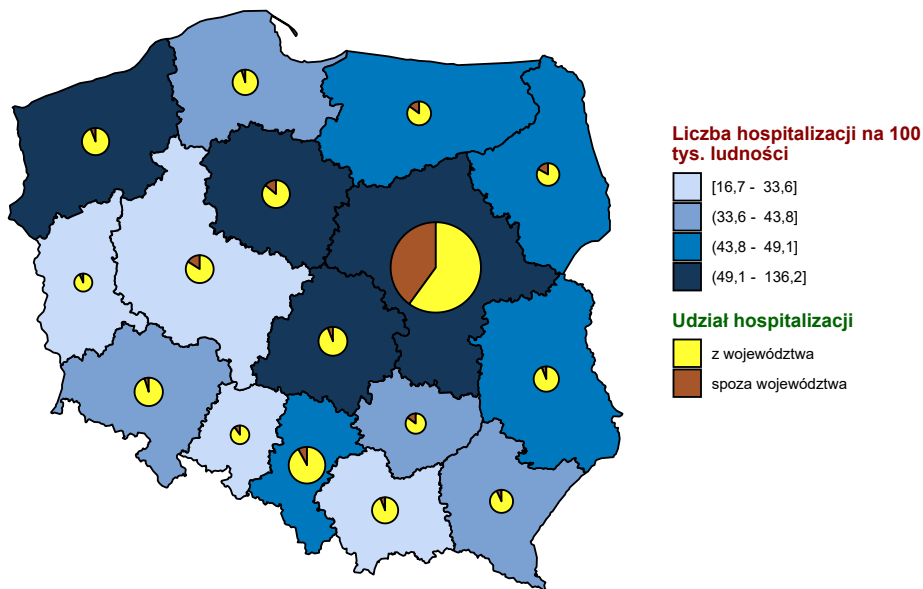 Liczba hospitalizacji na 100
tys. ludności
[16,7 - 33,6]
(33,6 - 43,8]
(43,8 - 49,1]
(49,1 - 136,2]
Udział hospitalizacji
z województwa
spoza województwa